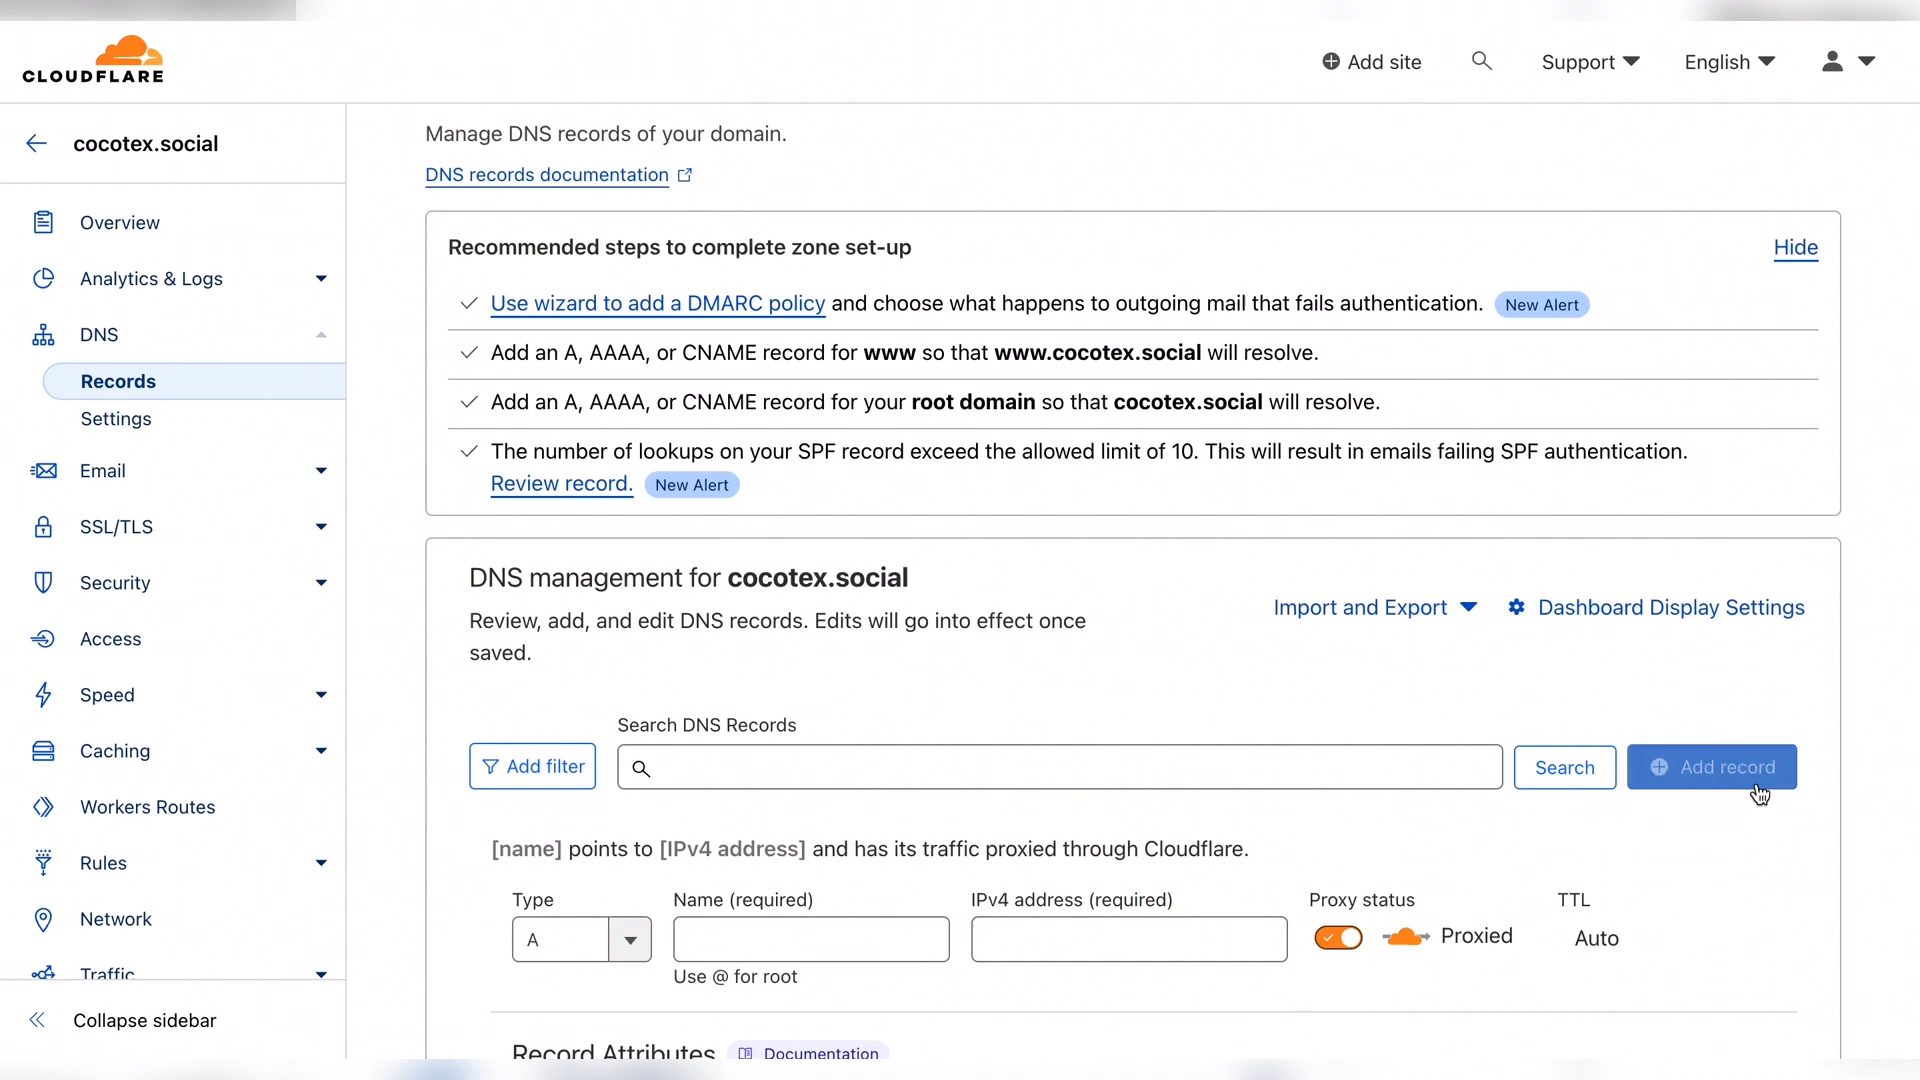 CLOUDFLARE
Add site
Support
English
cocotex.social
Overview
Analytics & Logs
DNS
Records
Settings
Email
SSL/TLS
Security
Access
Speed
Caching
Workers Routes
Rules
Network
Traffic
Collapse sidebar
Manage DNS records of your domain.
DNS records documentation
Recommended steps to complete zone set-up
Hide
Use wizard to add a DMARC policy and choose what happens to outgoing mail that fails authentication. New Alert
Add an A, AAAA, or CNAME record for www so that www.cocotex.social will resolve.
Add an A, AAAA, or CNAME record for your root domain so that cocotex.social will resolve.
The number of lookups on your SPF record exceed the allowed limit of 10. This will result in emails failing SPF authentication.
Review record. New Alert
DNS management for cocotex.social
Review, add, and edit DNS records. Edits will go into effect once
saved.
Import and Export
Dashboard Display Settings
Search DNS Records
Add filter
Search
Add record
[name] points to [IPv4 address] and has its traffic proxied through Cloudflare.
Type
Name (required)
IPv4 address (required)
Proxy status
TTL
A
Proxied
Auto
Use @ for root
Record Attributes
Documentation